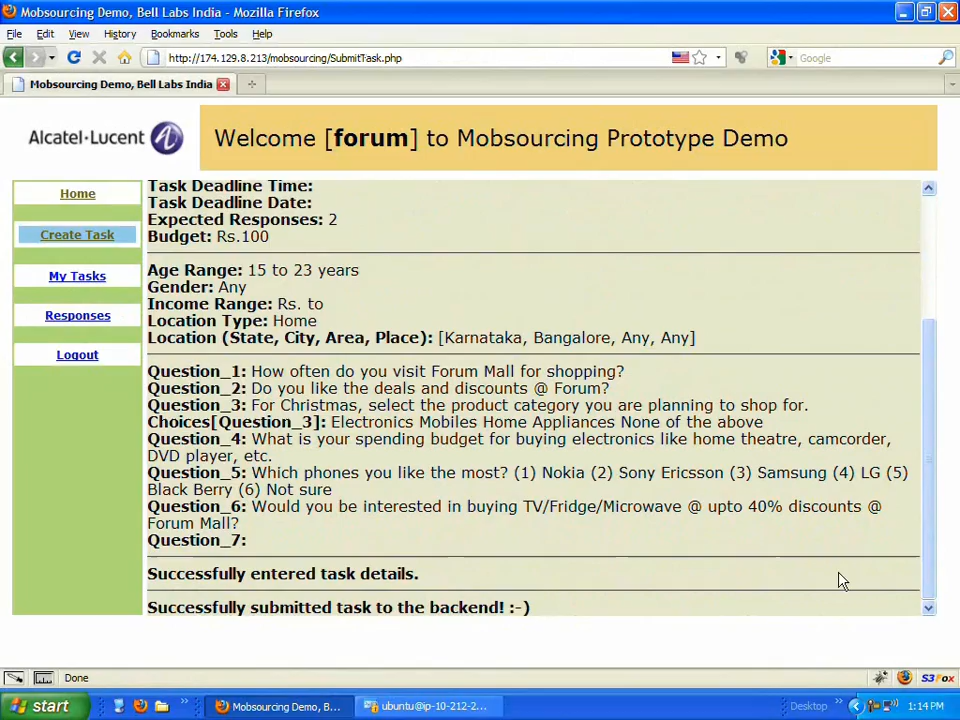 Mobsourcing Demo, Bell Labs India - Mozilla Firefox
File Edit View History Bookmarks Tools Help
http://174.129.8.213/mobsourcing/SubmitTask.php
Google
Mobsourcing Demo, Bell Labs India
Alcatel·Lucent
Welcome [forum] to Mobsourcing Prototype Demo
Home
Create Task
My Tasks
Responses
Logout
Task Deadline Time:
Task Deadline Date:
Expected Responses: 2
Budget: Rs.100
Age Range: 15 to 23 years
Gender: Any
Income Range: Rs. to
Location Type: Home
Location (State, City, Area, Place): [Karnataka, Bangalore, Any, Any]
Question_1: How often do you visit Forum Mall for shopping?
Question_2: Do you like the deals and discounts @ Forum?
Question_3: For Christmas, select the product category you are planning to shop for.
Choices[Question_3]: Electronics Mobiles Home Appliances None of the above
Question_4: What is your spending budget for buying electronics like home theatre, camcorder,
DVD player, etc.
Question_5: Which phones you like the most? (1) Nokia (2) Sony Ericsson (3) Samsung (4) LG (5)
Black Berry (6) Not sure
Question_6: Would you be interested in buying TV/Fridge/Microwave @ upto 40% discounts @
Forum Mall?
Question_7:
Successfully entered task details.
Successfully submitted task to the backend! :-)
Done
S3Fox
start
Mobsourcing Demo, B...
ubuntu@ip-10-212-2...
Desktop
1:14 PM